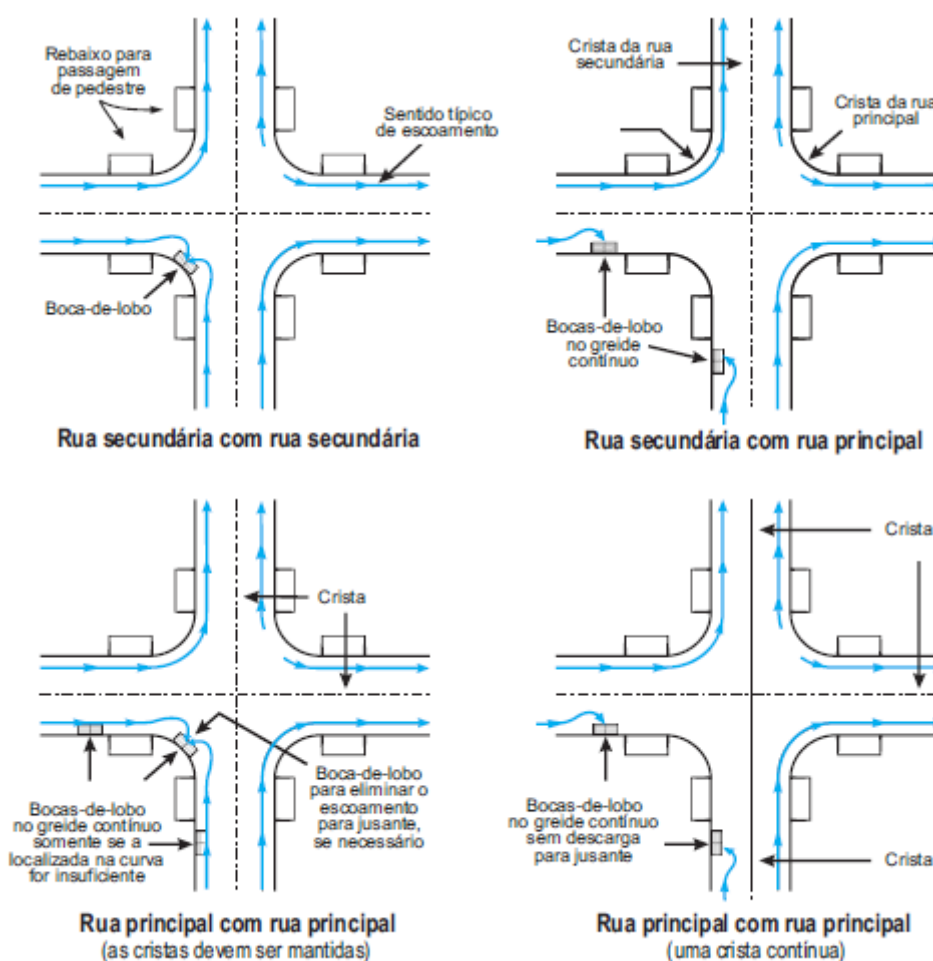 Rebaixo para
passagem
de pedestre
Sentido típico
de escoamento
Boca-de-lobo
Rua secundária com rua secundária
Crista da rua
secundária
Crista da rua
principal
Bocas-de-lobo
no greide
contínuo
Rua secundária com rua principal
Crista
Bocas-de-lobo
no greide contínuo
somente se a
localizada na curva
for insuficiente
Boca-de-lobo
para eliminar o
escoamento
para jusante,
se necessário
Rua principal com rua principal
(as cristas devem ser mantidas)
Crista
Bocas-de-lobo
no greide contínuo
sem descarga
para jusante
Crista
Rua principal com rua principal
(uma crista contínua)